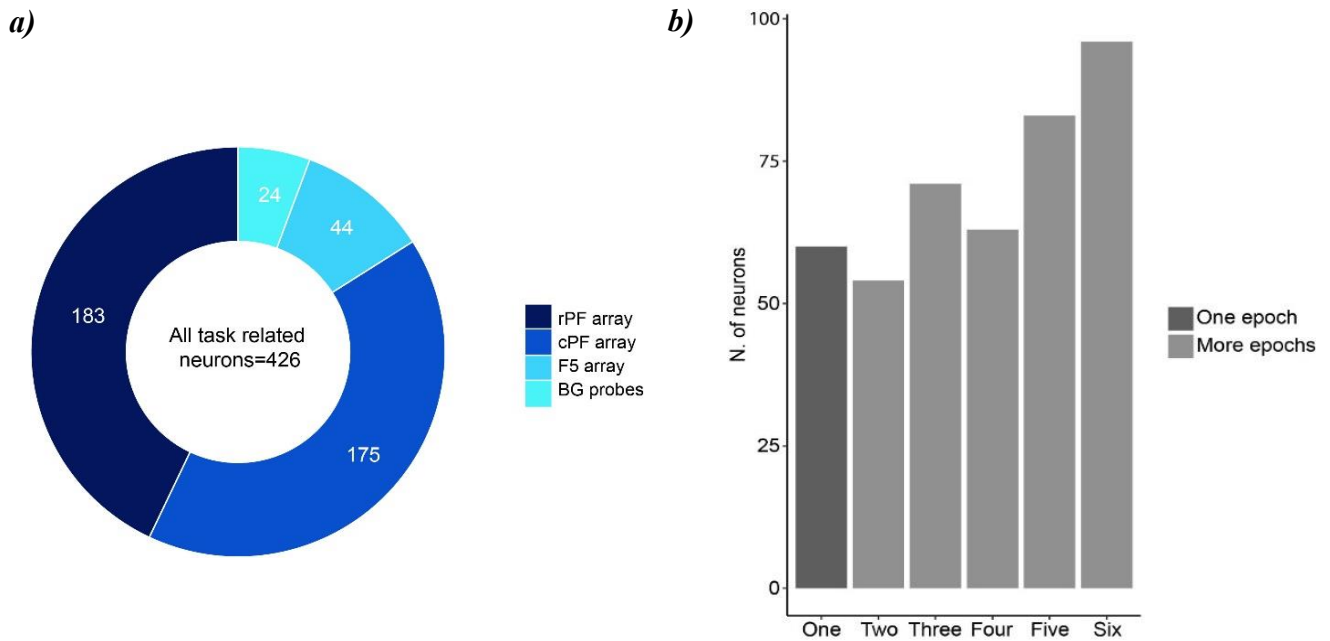 a)
24
44
183
175
All task related
neurons=426
rPF array
cPF array
F5 array
BG probes
b)
100
75
50
25
0
N. of neurons
One Two Three Four Five Six
One epoch
More epochs